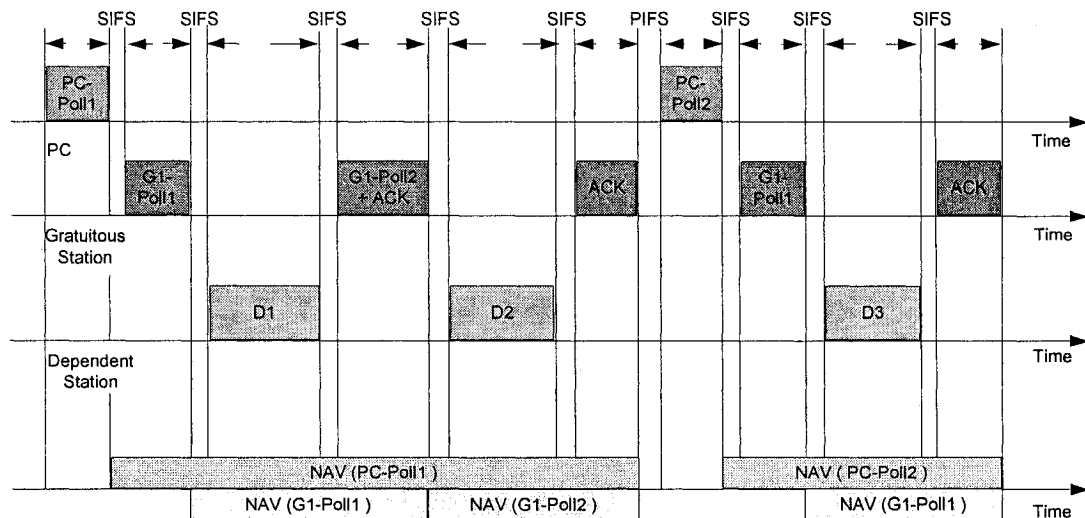 SIFS SIFS SIFS SIFS SIFS PIFS SIFS SIFS SIFS
PC-
Poll1
PC-
Poll2
Time
PC
G1-
Poll1
G1-Poll2
+ ACK
ACK
G1-
Poll1
ACK
Time
Gratuitous
Station
D1
D2
D3
Time
Dependent
Station
NAV (PC-Poll1)
NAV (PC-Poll2)
NAV (G1-Poll1)
NAV (G1-Poll2)
NAV (G1-Poll1)
Time